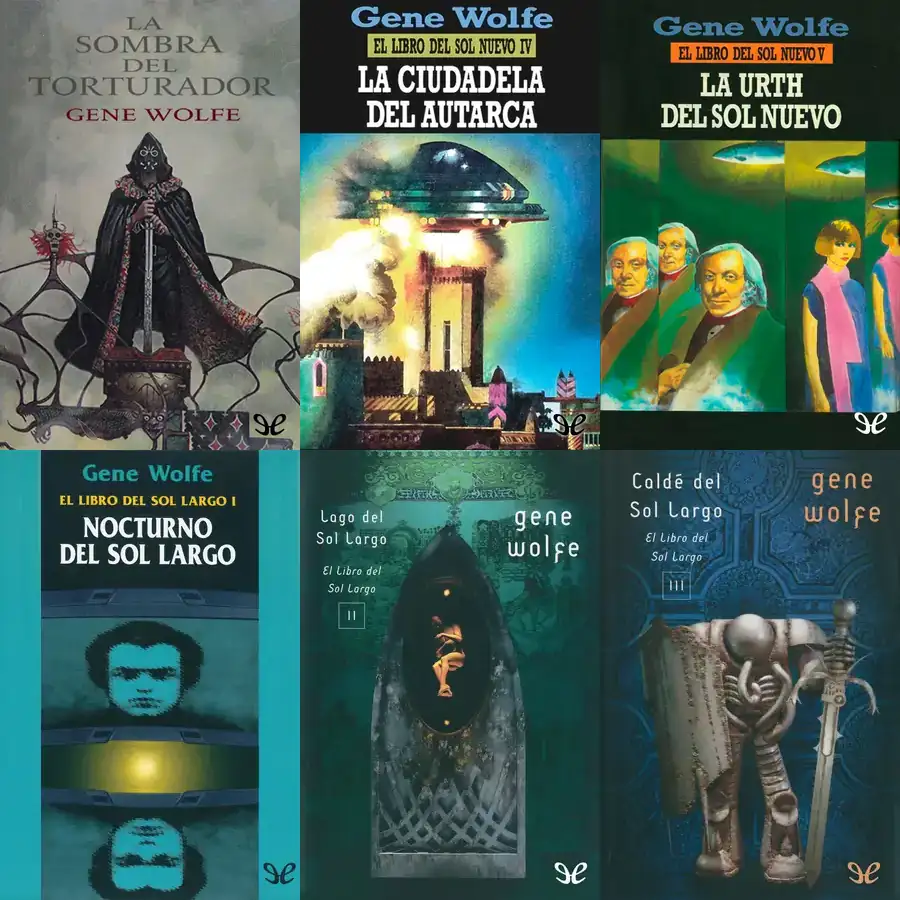 LA
SOMBRA
DEL
TORTURADOR
GENE WOLFE
Gene Wolfe
EL LIBRO DEL SOL NUEVO IV
LA CIUDADELA
DEL AUTARCA
Gene Wolfe
EL LIBRO DEL SOL NUEVO V
LA URTH
DEL SOL NUEVO
Gene Wolfe
EL LIBRO DEL SOL LARGO I
NOCTURNO
DEL SOL LARGO
Lago del
Sol Largo
El Libro del
Sol Largo
II
gene
wolfe
Caldé del
Sol Largo
El Libro del
Sol Largo
III
gene
wolfe